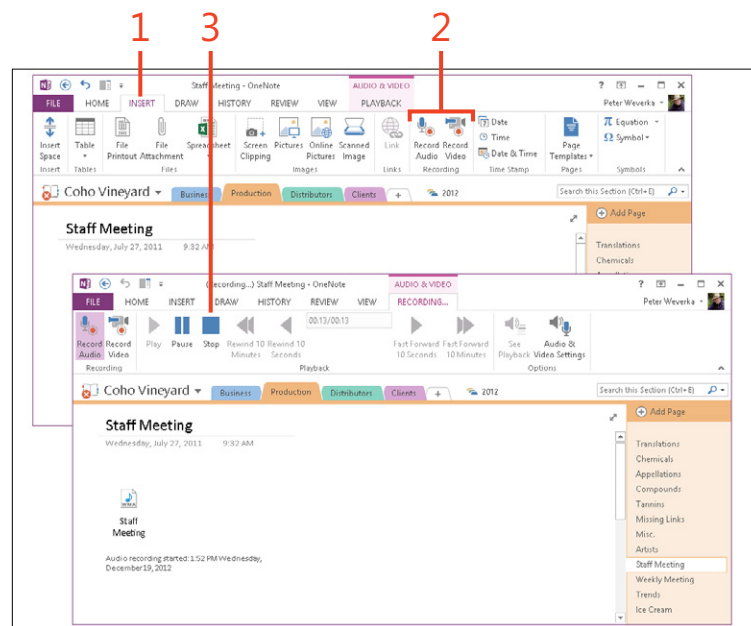 1 3 2
Staff Meeting - OneNote AUDIO & VIDEO ?
FILE HOME INSERT DRAW HISTORY REVIEW VIEW PLAYBACK Peter Weverka
Insert Space Table File Printout File Attachment Spreadsheet Screen Clipping Pictures Online Pictures Scanned Image Link Record Audio Record Video Date Time Date & Time Page Templates π Equation Ω Symbol
Insert Tables Files Images Links Recording Time Stamp Pages Symbols
Coho Vineyard Business Production Distributors Clients + 2012 Search this Section (Ctrl+E)
Add Page
Staff Meeting
Wednesday, July 27, 2011 9:32 AM
Translations
Chemicals
(Recording...) Staff Meeting - OneNote AUDIO & VIDEO ?
FILE HOME INSERT DRAW HISTORY REVIEW VIEW RECORDING... Peter Weverka
00:13/00:13
Record Audio Record Video Play Pause Stop Rewind 10 Minutes Rewind 10 Seconds Fast Forward 10 Seconds Fast Forward 10 Minutes See Playback Audio & Video Settings
Recording Playback Options
Coho Vineyard Business Production Distributors Clients + 2012 Search this Section (Ctrl+E)
Add Page
Staff Meeting
Wednesday, July 27, 2011 9:32 AM
Translations
Chemicals
Appellations
Compounds
Tannins
Missing Links
Misc.
Artists
Staff Meeting
Weekly Meeting
Trends
Ice Cream
WMA
Staff
Meeting
Audio recording started: 1:52 PM Wednesday,
December 19, 2012